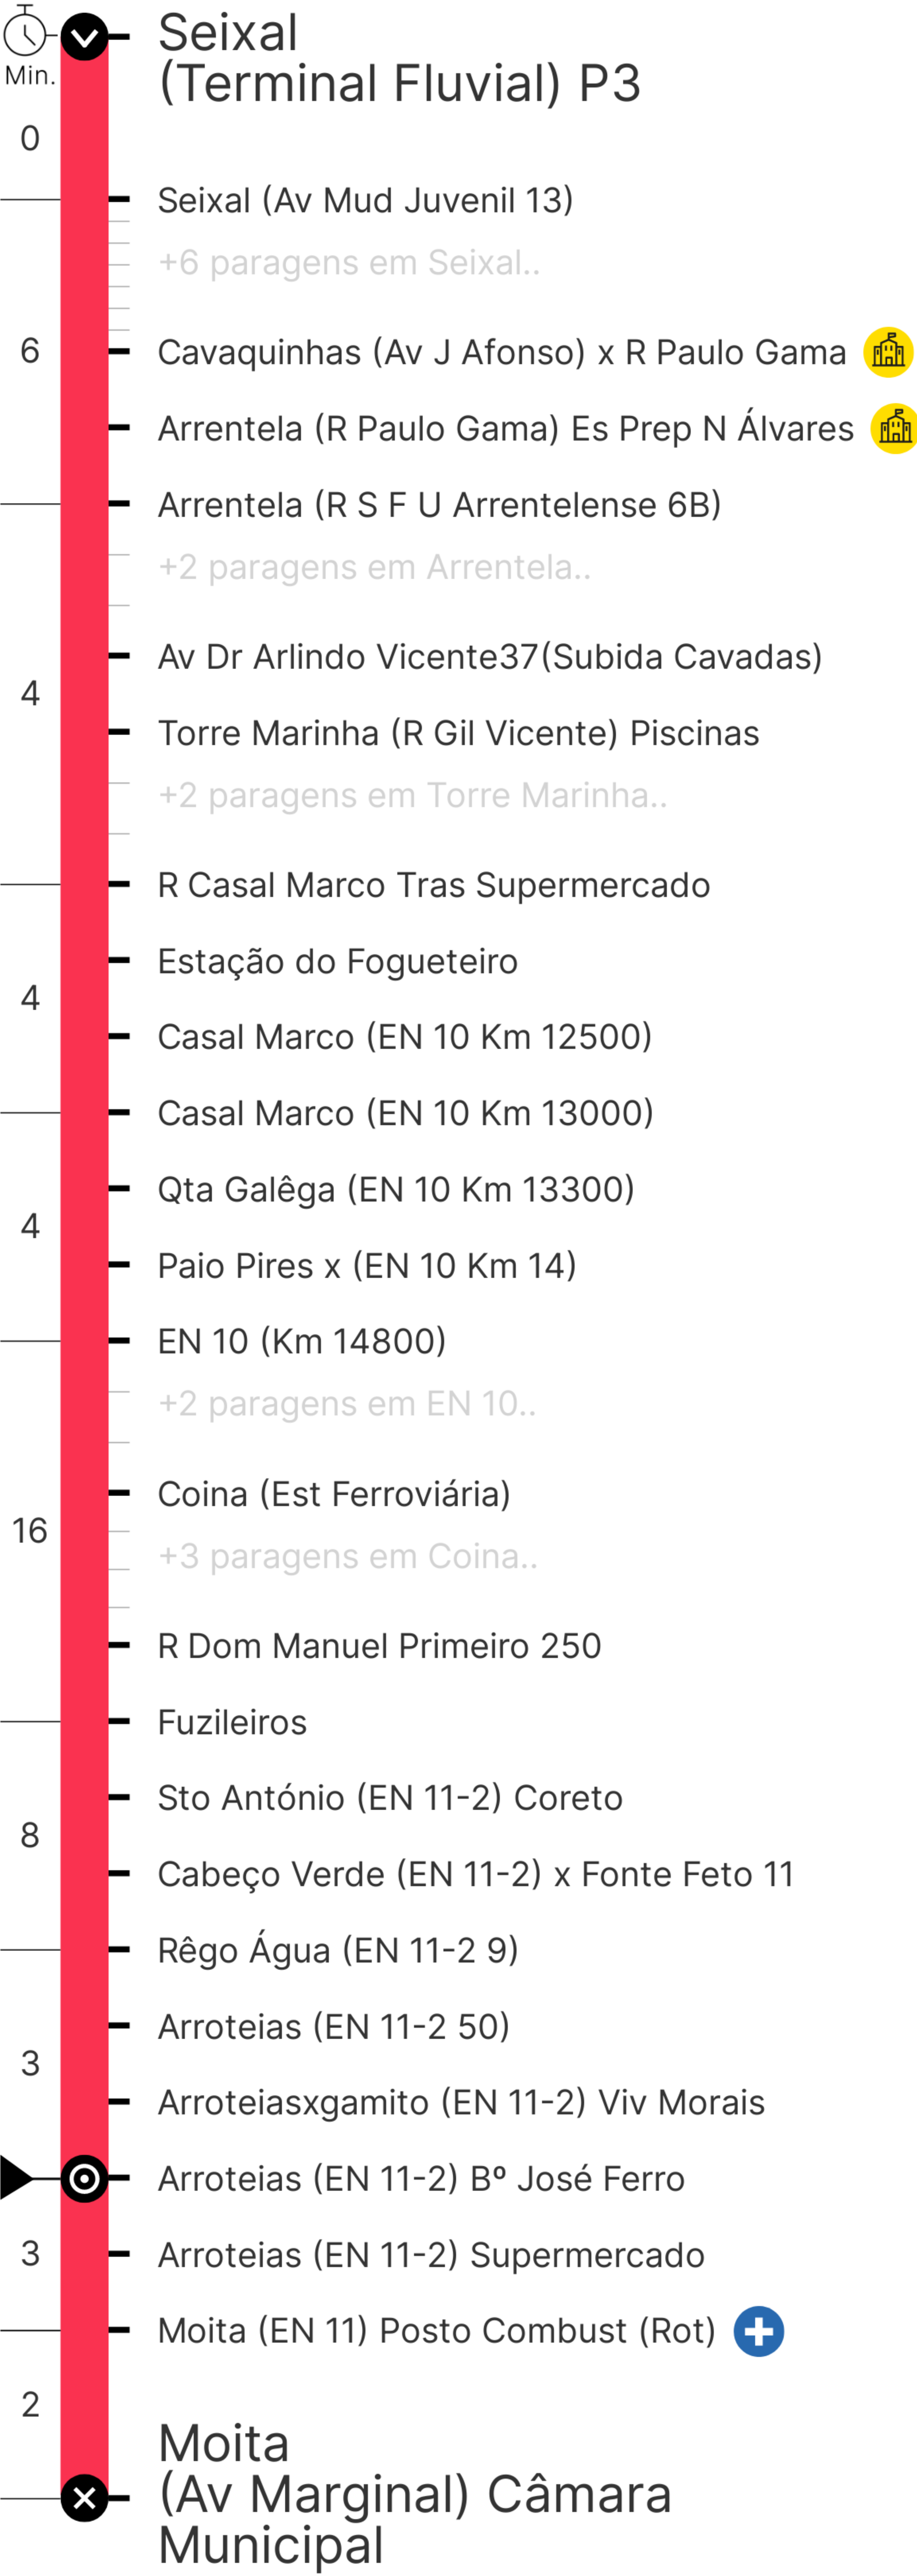 Seixal
(Terminal Fluvial) P3
Min.
0
Seixal (Av Mud Juvenil 13)
+6 paragens em Seixal..
6
Cavaquinhas (Av J Afonso) x R Paulo Gama
Arrentela (R Paulo Gama) Es Prep N Álvares
Arrentela (R S F U Arrentelense 6B)
+2 paragens em Arrentela..
Av Dr Arlindo Vicente37(Subida Cavadas)
4
Torre Marinha (R Gil Vicente) Piscinas
+2 paragens em Torre Marinha..
R Casal Marco Tras Supermercado
Estação do Fogueteiro
4
Casal Marco (EN 10 Km 12500)
Casal Marco (EN 10 Km 13000)
Qta Galêga (EN 10 Km 13300)
4
Paio Pires x (EN 10 Km 14)
EN 10 (Km 14800)
+2 paragens em EN 10..
Coina (Est Ferroviária)
16
+3 paragens em Coina..
R Dom Manuel Primeiro 250
Fuzileiros
Sto António (EN 11-2) Coreto
8
Cabeço Verde (EN 11-2) x Fonte Feto 11
Rêgo Água (EN 11-2 9)
Arroteias (EN 11-2 50)
3
Arroteiasxgamito (EN 11-2) Viv Morais
Arroteias (EN 11-2) Bº José Ferro
3
Arroteias (EN 11-2) Supermercado
Moita (EN 11) Posto Combust (Rot)
2
Moita
(Av Marginal) Câmara
Municipal